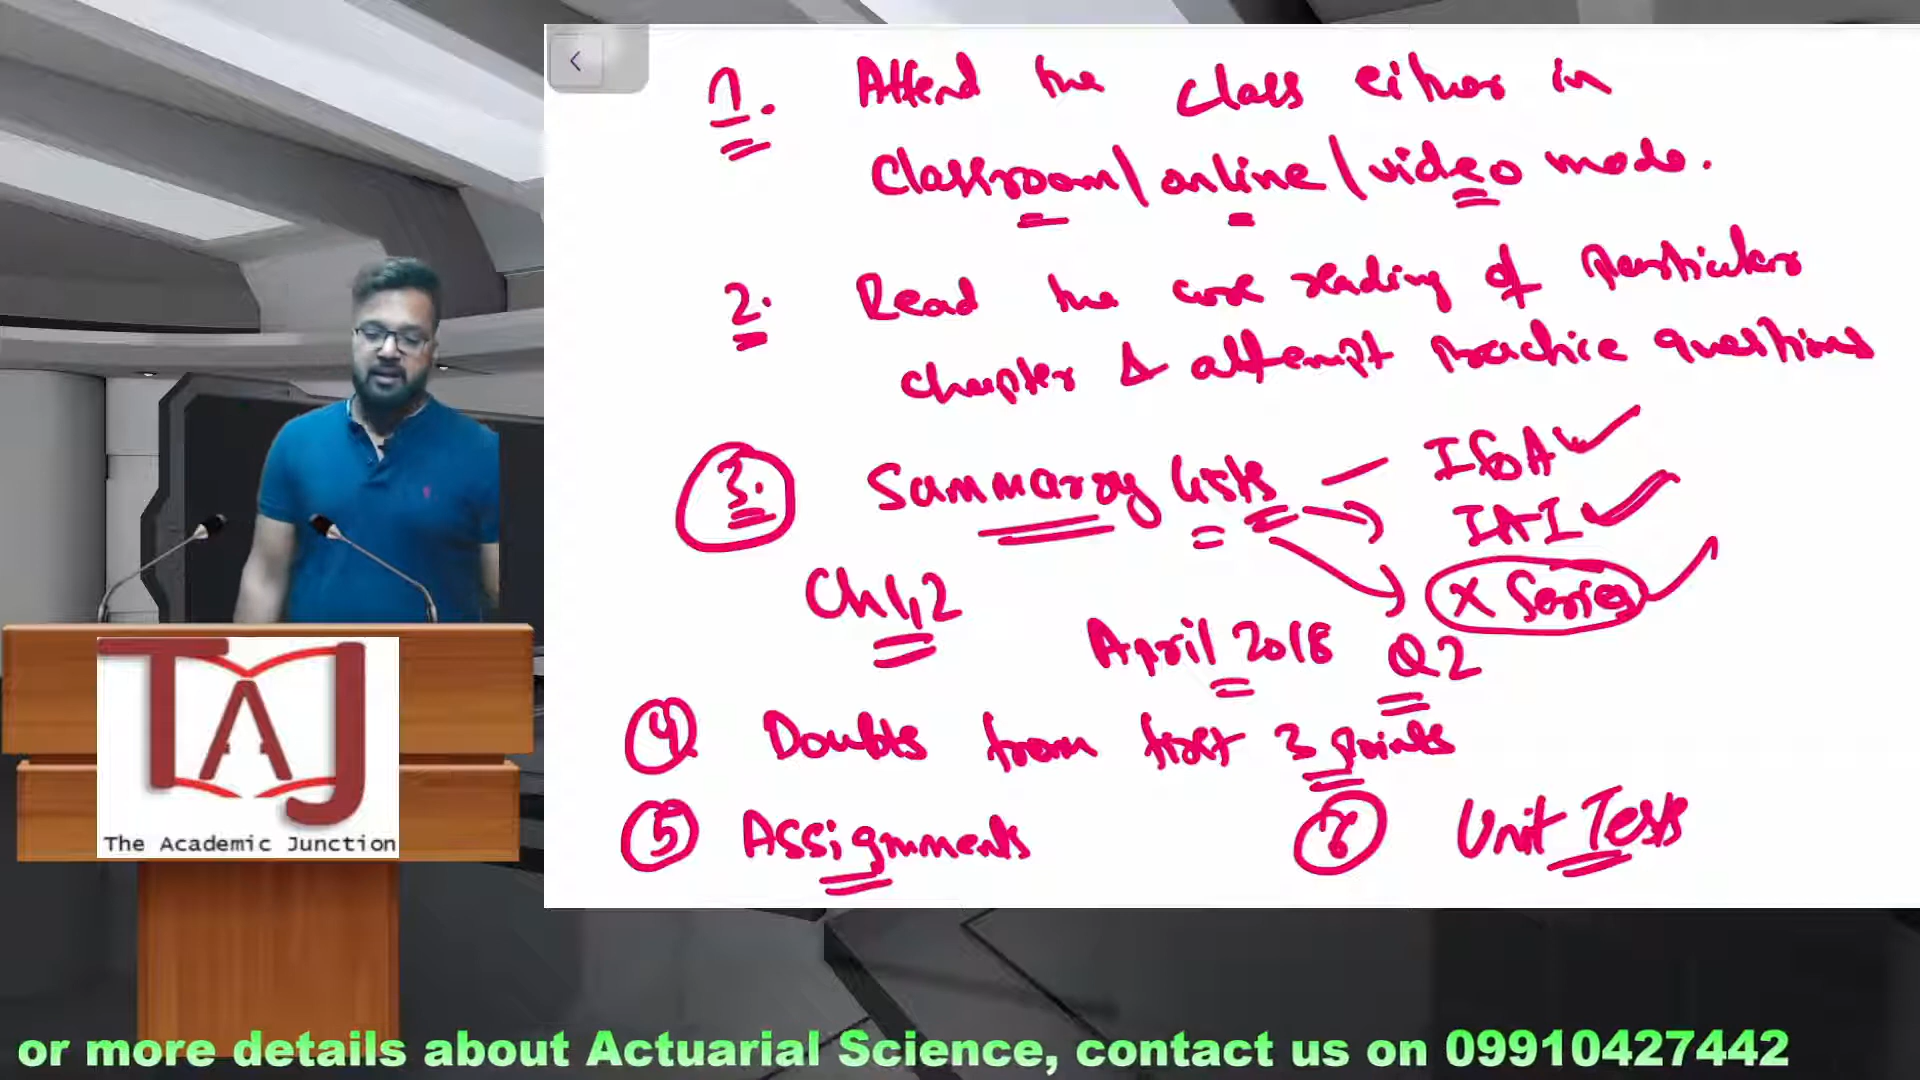 1. Attend the class either in
classroom/online/video mode.
2. Read the core reading of particular
chapter & attempt practice questions
3. Summary lists – IFoA ✓
→ IAI ✓
→ X Series
Ch 1,2
April 2018 Q2
4 Doubts from first 3 points
5 Assignments
6 Unit Tests
TAJ
The Academic Junction
or more details about Actuarial Science, contact us on 09910427442